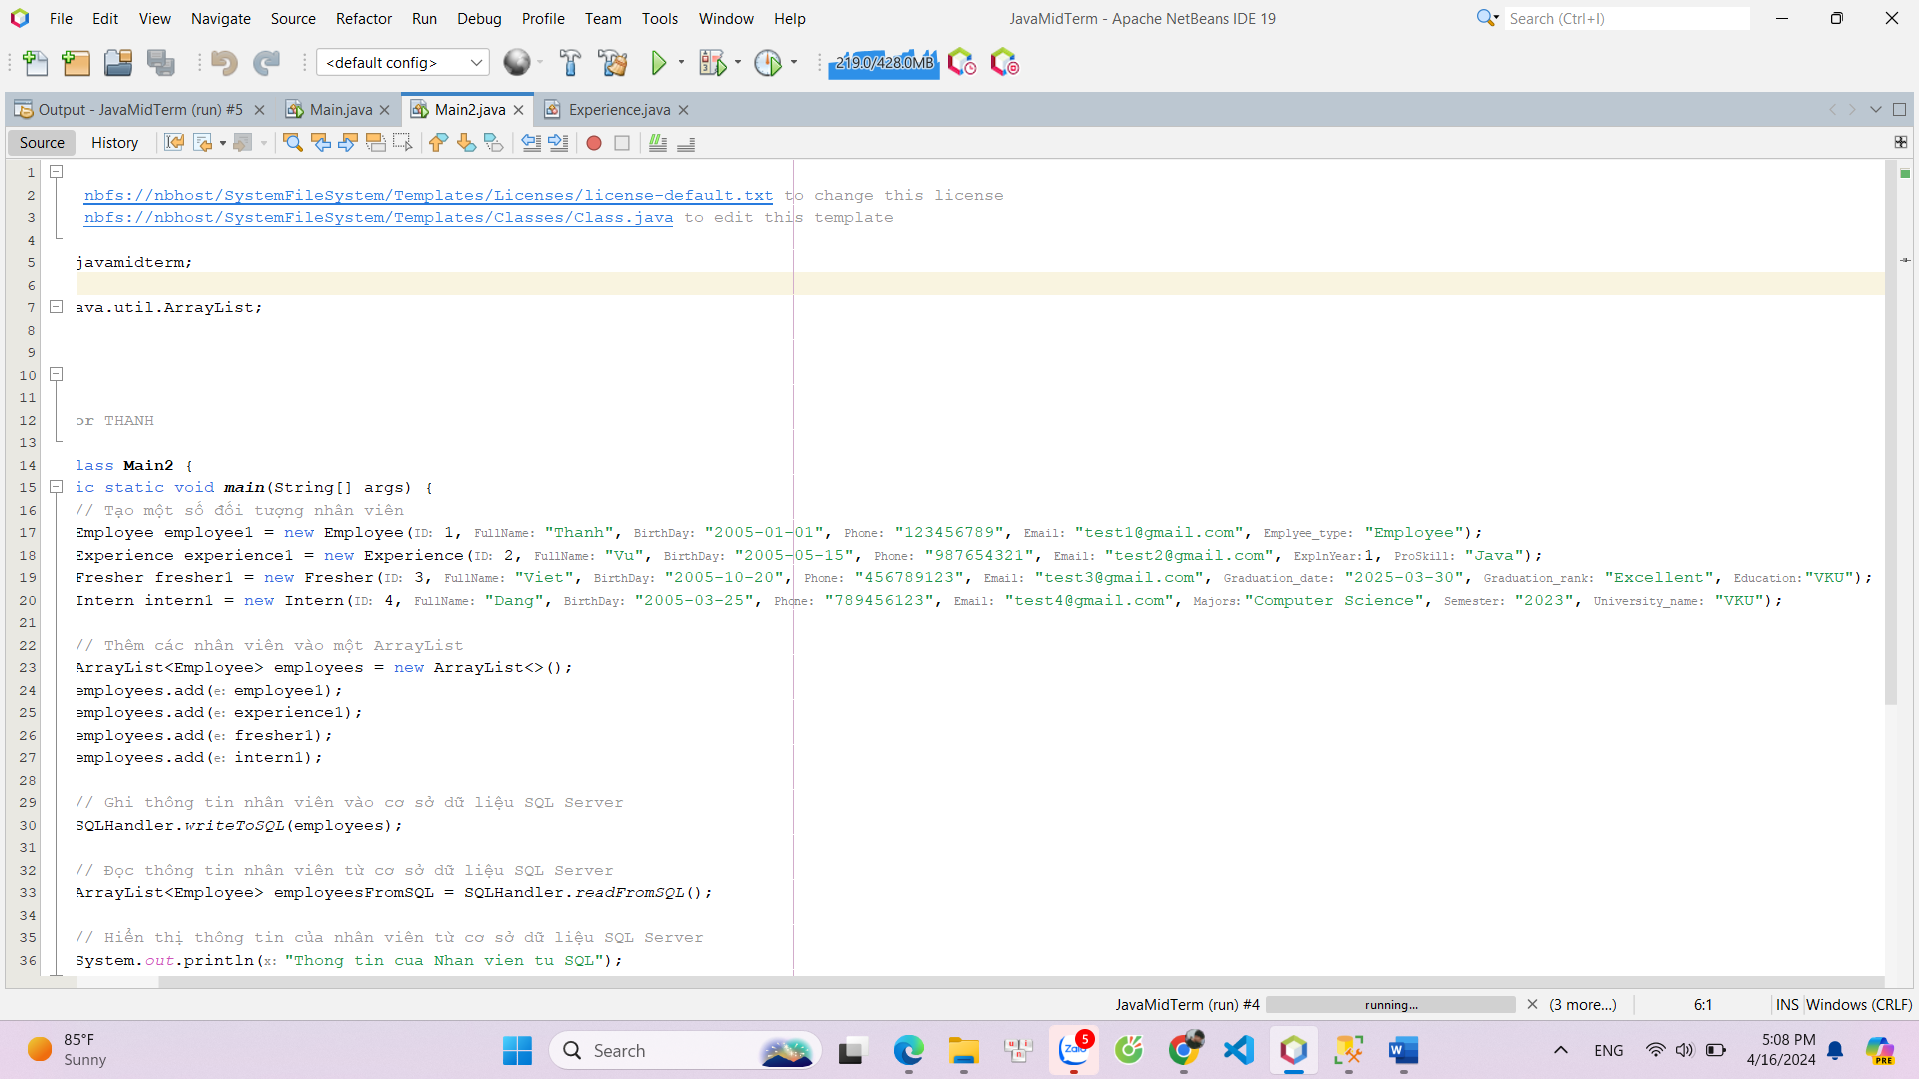 File Edit View Navigate Source Refactor Run Debug Profile Team Tools Window Help JavaMidTerm - Apache NetBeans IDE 19 Search (Ctrl+I)
<default config> 219.0/428.0MB
Output - JavaMidTerm (run) #5 Main.java Main2.java Experience.java
Source History
1
2 nbfs://nbhost/SystemFileSystem/Templates/Licenses/license-default.txt to change this license
3 nbfs://nbhost/SystemFileSystem/Templates/Classes/Class.java to edit this template
4
5 javamidterm;
6
7 ava.util.ArrayList;
8
9
10
11
12 or THANH
13
14 lass Main2 {
15 ic static void main(String[] args) {
16 // Tạo một số đối tượng nhân viên
17 Employee employee1 = new Employee(ID: 1, FullName: "Thanh", BirthDay: "2005-01-01", Phone: "123456789", Email: "test1@gmail.com", Emplyee_type: "Employee");
18 Experience experience1 = new Experience(ID: 2, FullName: "Vu", BirthDay: "2005-05-15", Phone: "987654321", Email: "test2@gmail.com", ExpInYear:1, ProSkill: "Java");
19 Fresher fresher1 = new Fresher(ID: 3, FullName: "Viet", BirthDay: "2005-10-20", Phone: "456789123", Email: "test3@gmail.com", Graduation_date: "2025-03-30", Graduation_rank: "Excellent", Education:"VKU");
20 Intern intern1 = new Intern(ID: 4, FullName: "Dang", BirthDay: "2005-03-25", Phone: "789456123", Email: "test4@gmail.com", Majors:"Computer Science", Semester: "2023", University_name: "VKU");
21
22 // Thêm các nhân viên vào một ArrayList
23 ArrayList<Employee> employees = new ArrayList<>();
24 employees.add(e: employee1);
25 employees.add(e: experience1);
26 employees.add(e: fresher1);
27 employees.add(e: intern1);
28
29 // Ghi thông tin nhân viên vào cơ sở dữ liệu SQL Server
30 SQLHandler.writeToSQL(employees);
31
32 // Đọc thông tin nhân viên từ cơ sở dữ liệu SQL Server
33 ArrayList<Employee> employeesFromSQL = SQLHandler.readFromSQL();
34
35 // Hiển thị thông tin của nhân viên từ cơ sở dữ liệu SQL Server
36 System.out.println(x: "Thong tin cua Nhan vien tu SQL");
JavaMidTerm (run) #4 running... (3 more...) 6:1 INS Windows (CRLF)
85°F
Sunny
Search
Zalo 5
ENG
5:08 PM
4/16/2024
PRE